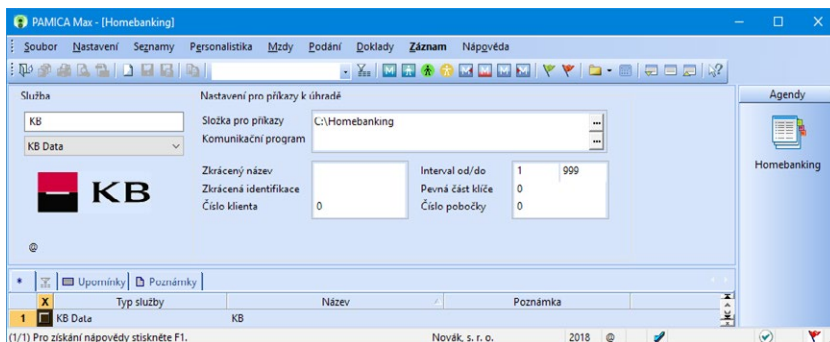 PAMICA Max - [Homebanking]
Soubor Nastavení Seznamy Personalistika Mzdy Podání Doklady Záznam Nápověda
Služba Nastavení pro příkazy k úhradě Agendy
KB Složka pro příkazy C:\Homebanking ...
KB Data Komunikační program ...
Homebanking
Zkrácený název Interval od/do 1 999
Zkrácená identifikace Pevná část klíče 0
Číslo klienta 0 Číslo pobočky 0
KB
@
* Upomínky Poznámky
X Typ služby Název Poznámka
1 KB Data KB
(1/1) Pro získání nápovědy stiskněte F1. Novák, s. r. o. 2018 @